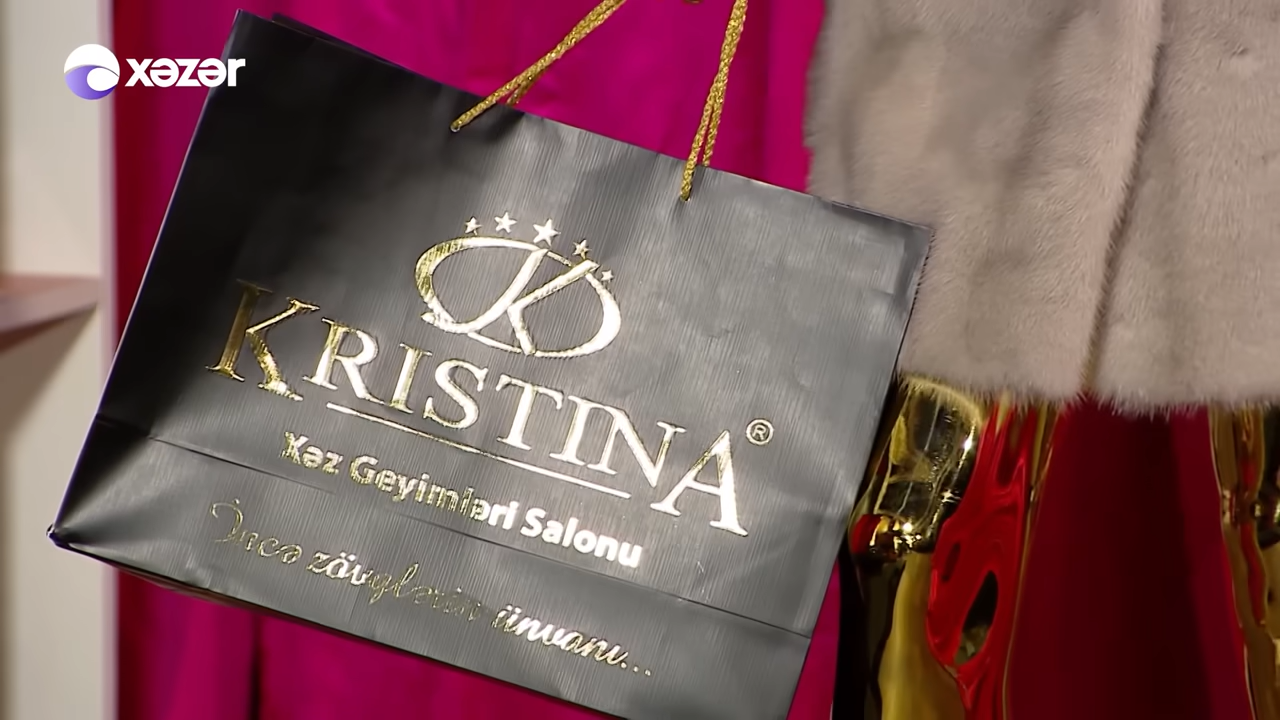 xəzər
K
KRISTINA®
Xəz Geyimləri Salonu
İncə zövqlərin ünvanı...